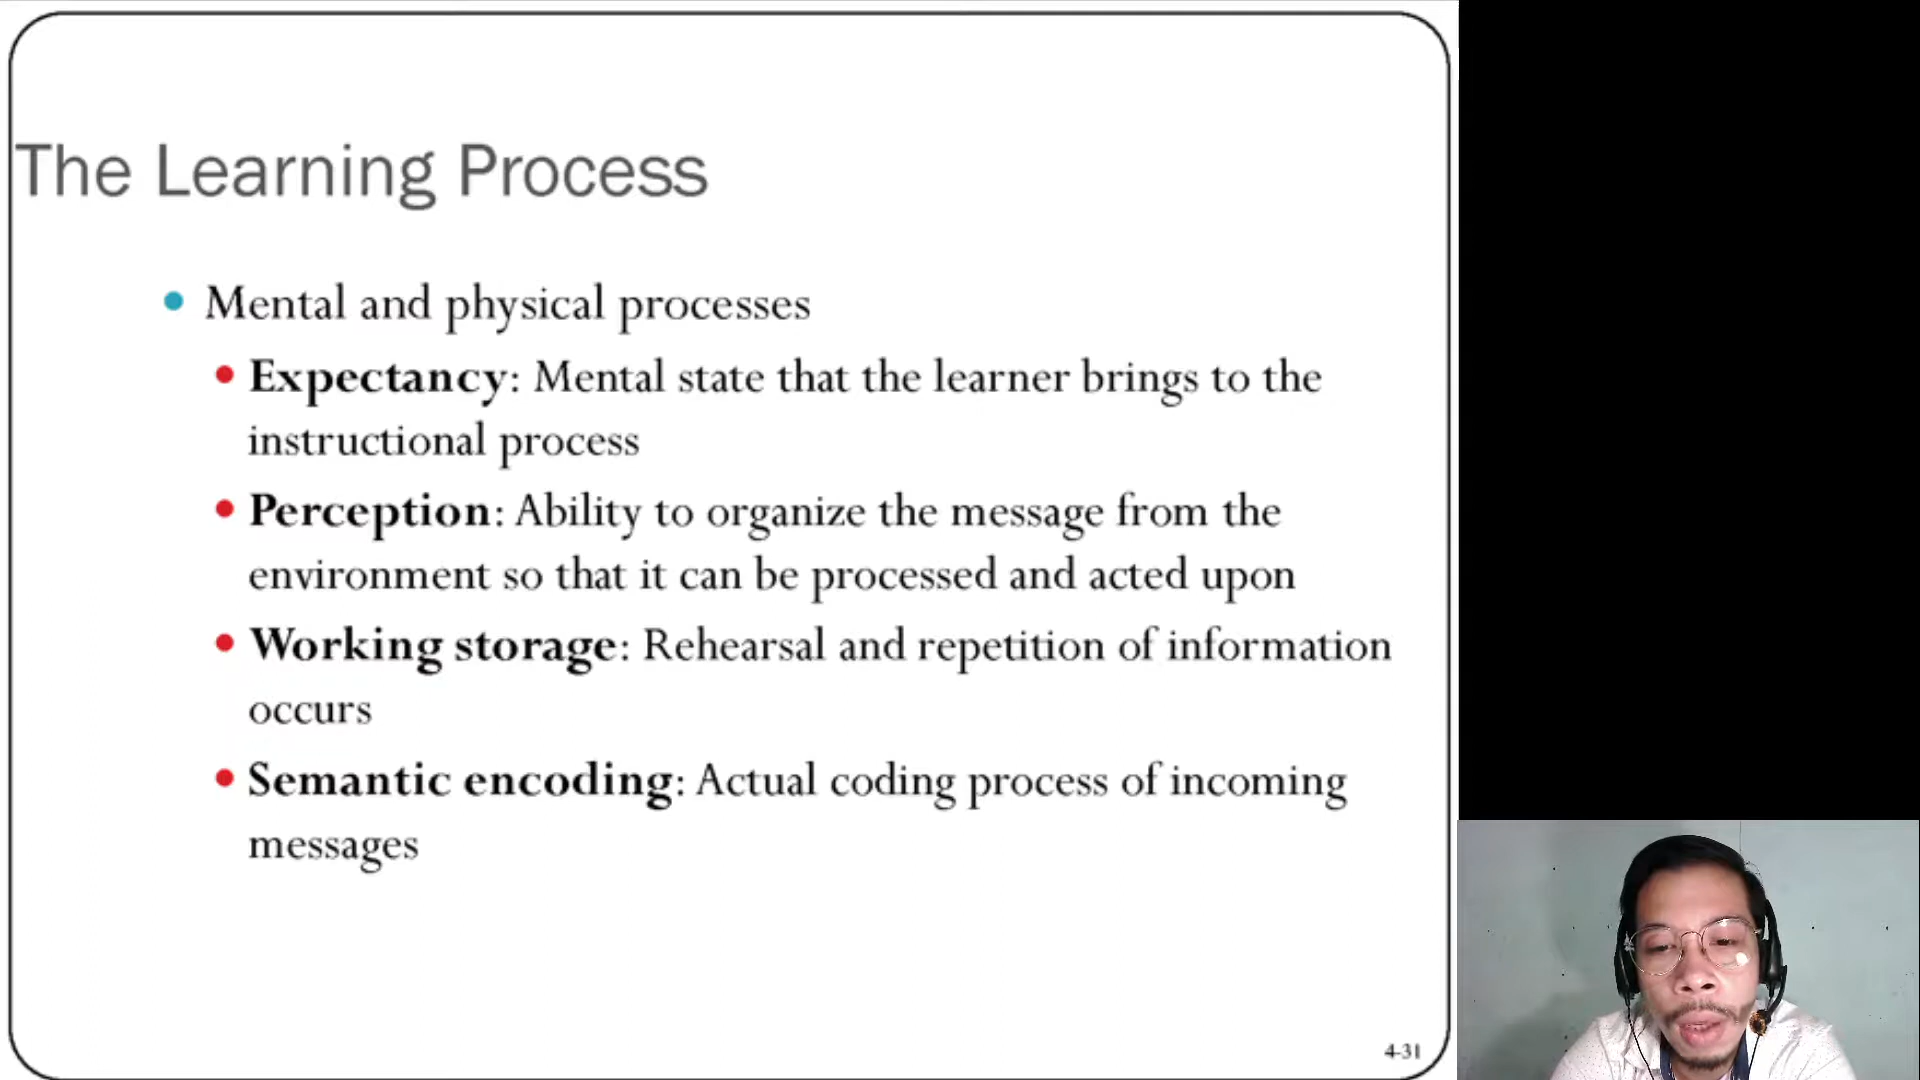 The Learning Process
• Mental and physical processes
• Expectancy: Mental state that the learner brings to the
instructional process
• Perception: Ability to organize the message from the
environment so that it can be processed and acted upon
• Working storage: Rehearsal and repetition of information
occurs
• Semantic encoding: Actual coding process of incoming
messages
4-31